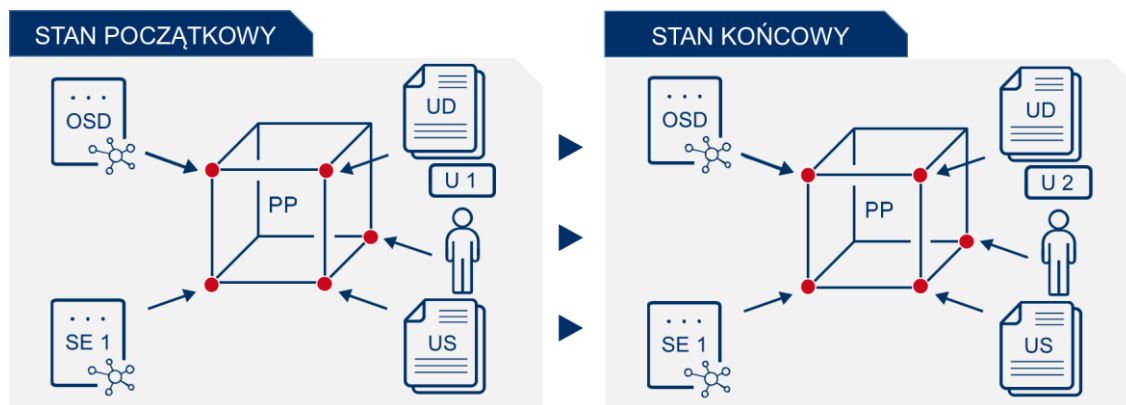 STAN POCZĄTKOWY
OSD
UD
U 1
PP
SE 1
US
STAN KOŃCOWY
OSD
UD
U 2
PP
SE 1
US